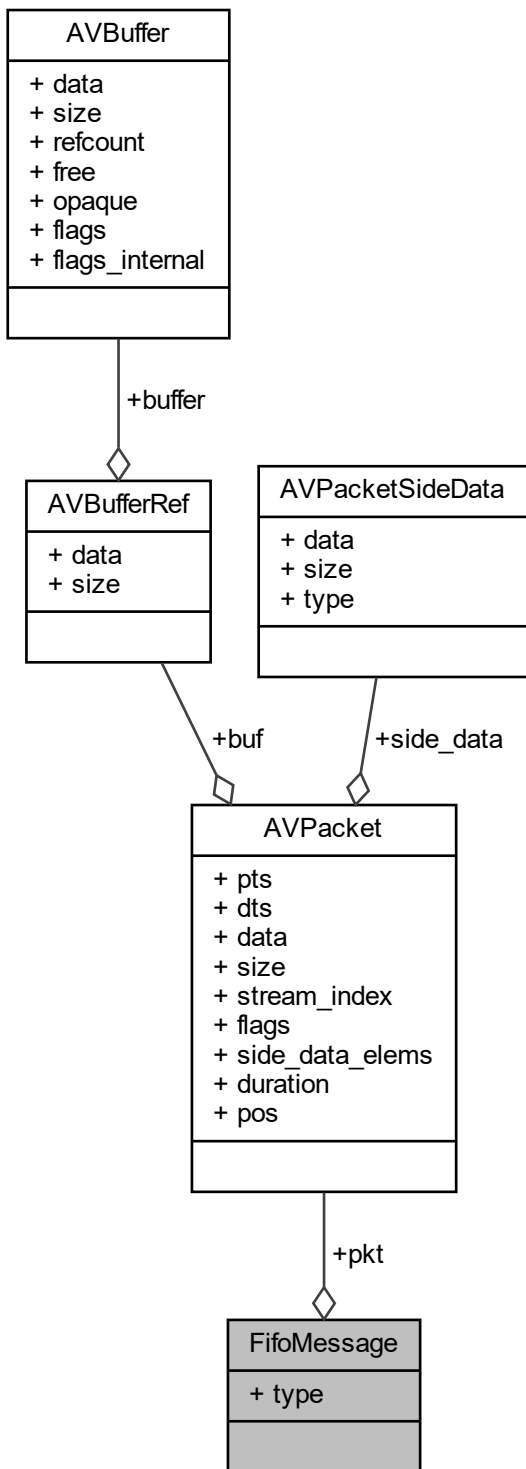 AVBuffer
+ data
+ size
+ refcount
+ free
+ opaque
+ flags
+ flags_internal
+buffer
AVBufferRef
+ data
+ size
AVPacketSideData
+ data
+ size
+ type
+buf
+side_data
AVPacket
+ pts
+ dts
+ data
+ size
+ stream_index
+ flags
+ side_data_elems
+ duration
+ pos
+pkt
FifoMessage
+ type